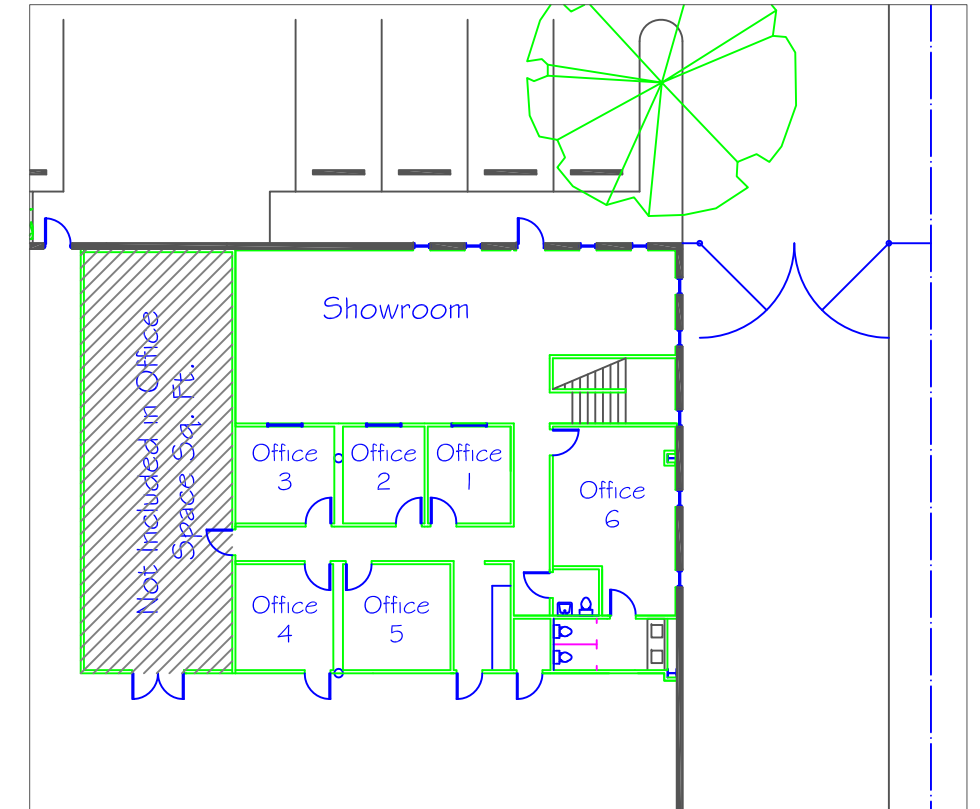 Showroom
Not Included in Office
Space Sq. Ft.
Office
3
Office
2
Office
1
Office
6
Office
4
Office
5